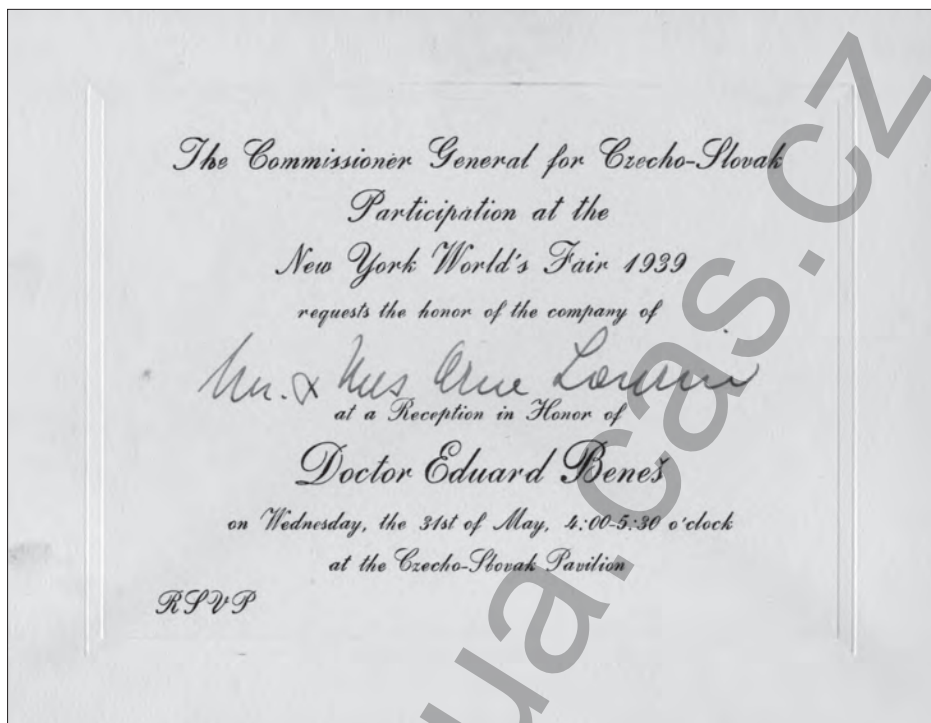 The Commissioner General for Czecho-Slovak
Participation at the
New York World's Fair 1939
requests the honor of the company of
Mr. & Mrs Arne
at a Reception in Honor of
Doctor Eduard Beneš
on Wednesday, the 31st of May, 4:00-5:30 o'clock
at the Czecho-Slovak Pavilion
RSVP
ua.cas.cz